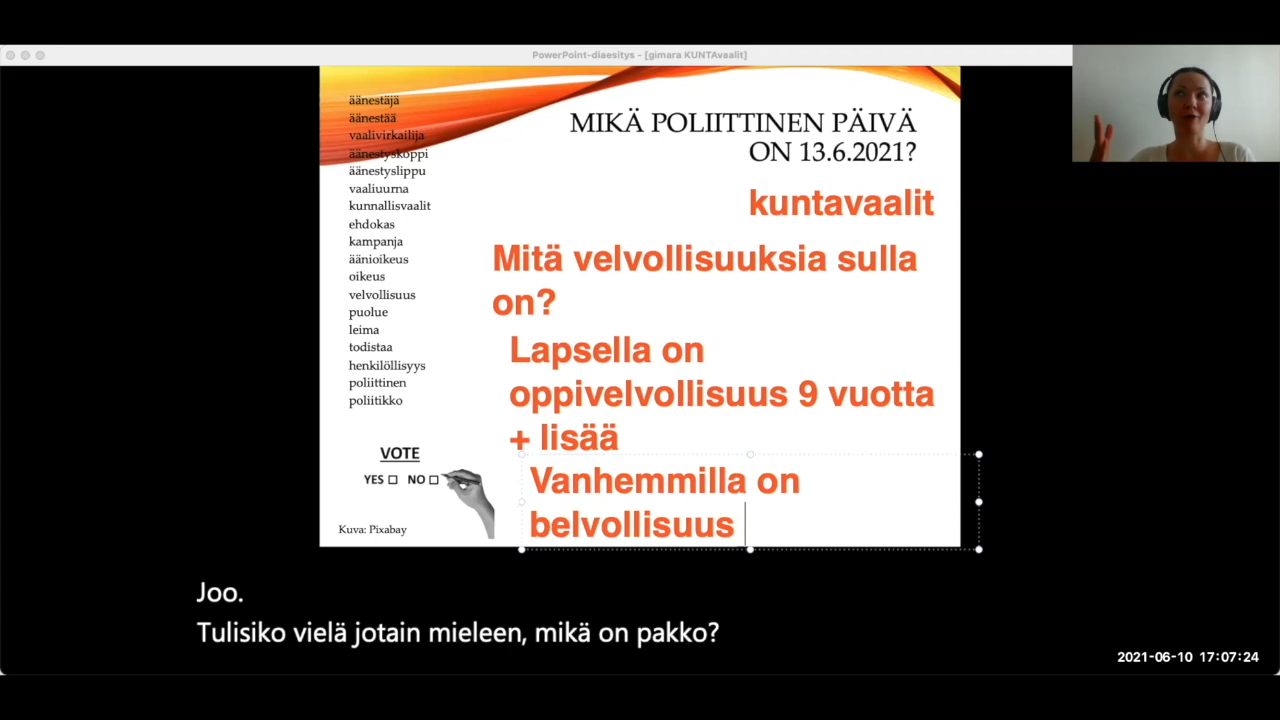 PowerPoint-diaesitys - [gimara KUNTAvaalit]
äänestäjä
äänestää
vaalivirkailija
äänestyskoppi
äänestyslippu
vaaliuurna
kunnallisvaalit
ehdokas
kampanja
äänioikeus
oikeus
velvollisuus
puolue
leima
todistaa
henkilöllisyys
poliittinen
poliitikko
MIKÄ POLIITTINEN PÄIVÄ
ON 13.6.2021?
kuntavaalit
Mitä velvollisuuksia sulla
on?
Lapsella on
oppivelvollisuus 9 vuotta
+ lisää
Vanhemmilla on
belvollisuus
VOTE
YES NO
Kuva: Pixabay
Joo.
Tulisiko vielä jotain mieleen, mikä on pakko?
2021-06-10 17:07:24